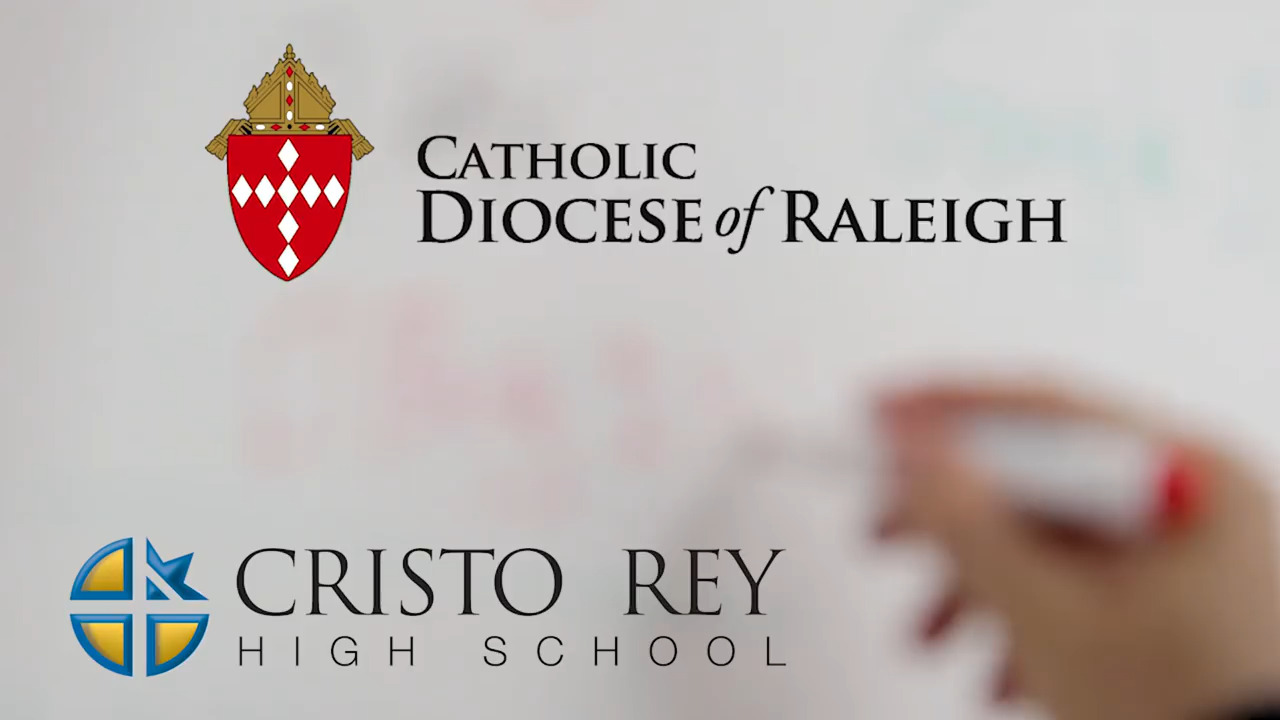 CATHOLIC
DIOCESE of RALEIGH
CRISTO REY
HIGH SCHOOL